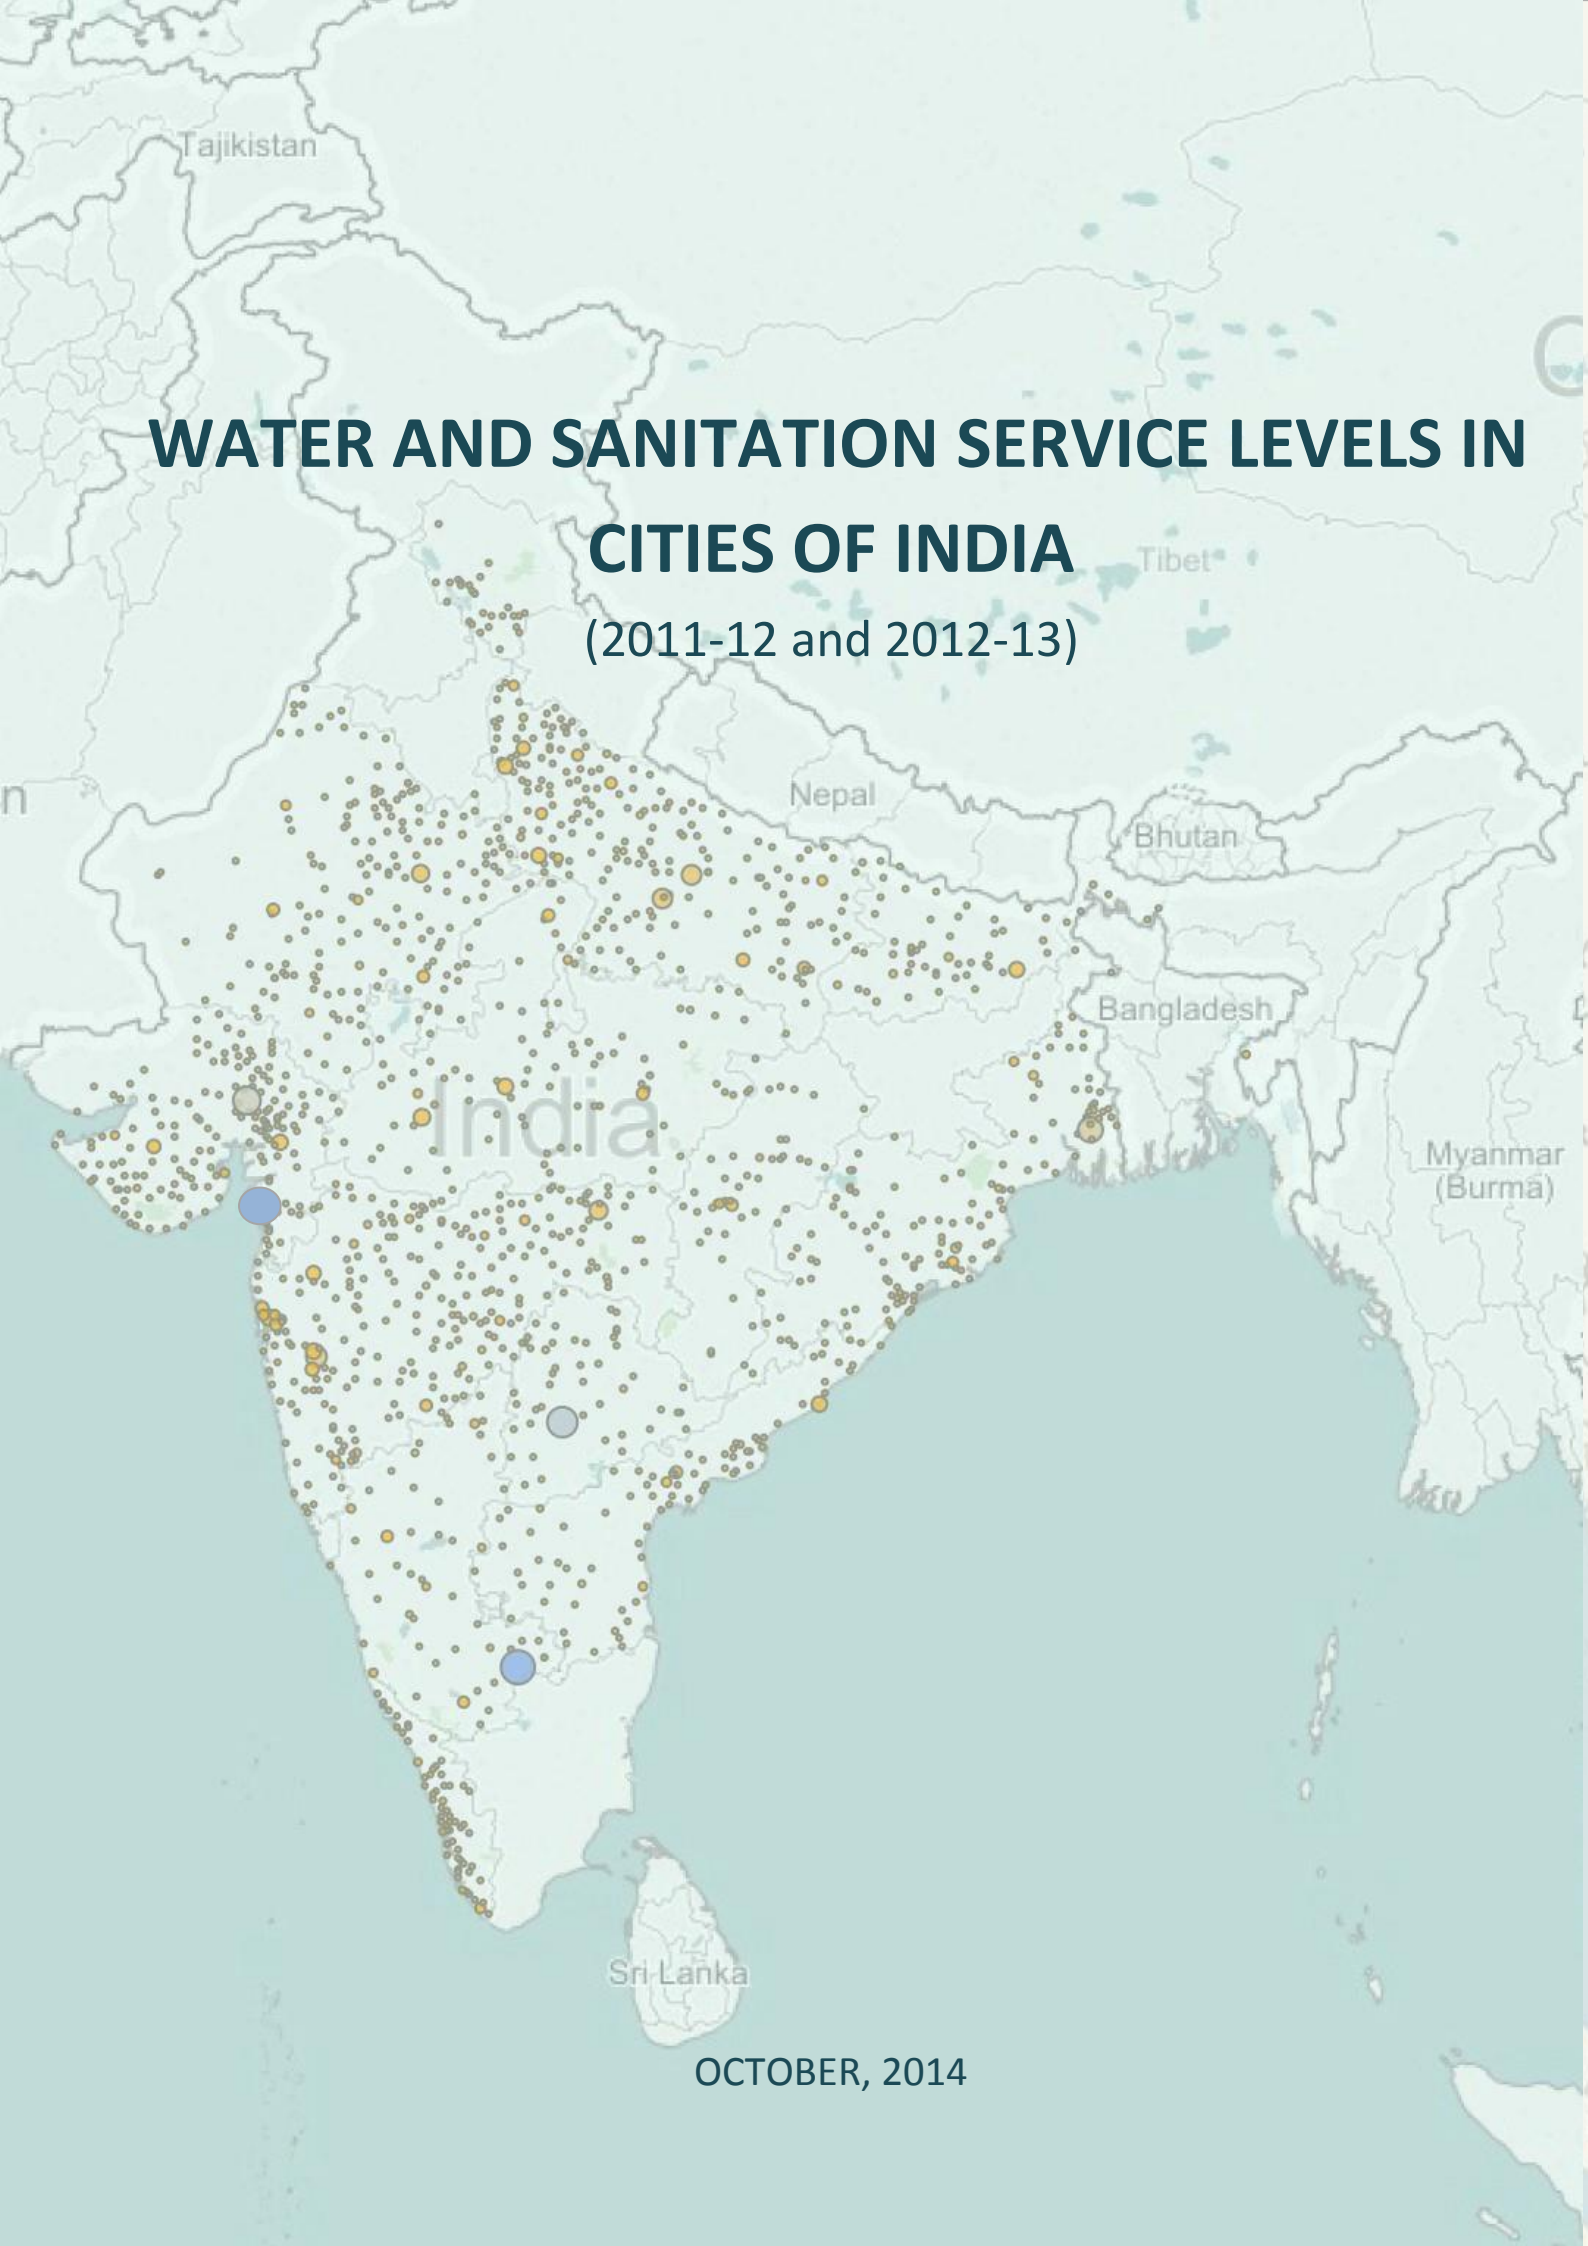 Tajikistan
WATER AND SANITATION SERVICE LEVELS IN
CITIES OF INDIA
Tibet
(2011-12 and 2012-13)
Nepal
Bhutan
Bangladesh
India
Myanmar
(Burma)
Sri Lanka
OCTOBER, 2014